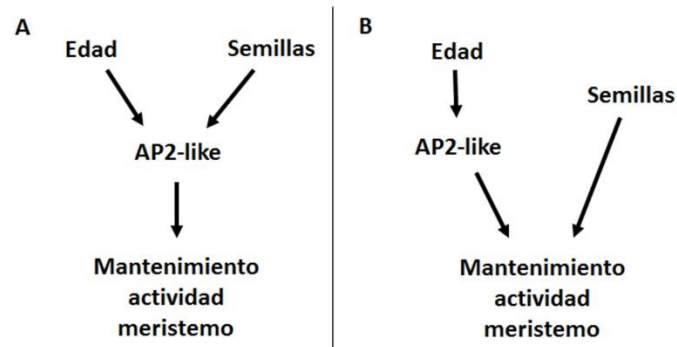 A
Edad
Semillas
AP2-like
Mantenimiento
actividad
meristemo
B
Edad
Semillas
AP2-like
Mantenimiento
actividad
meristemo